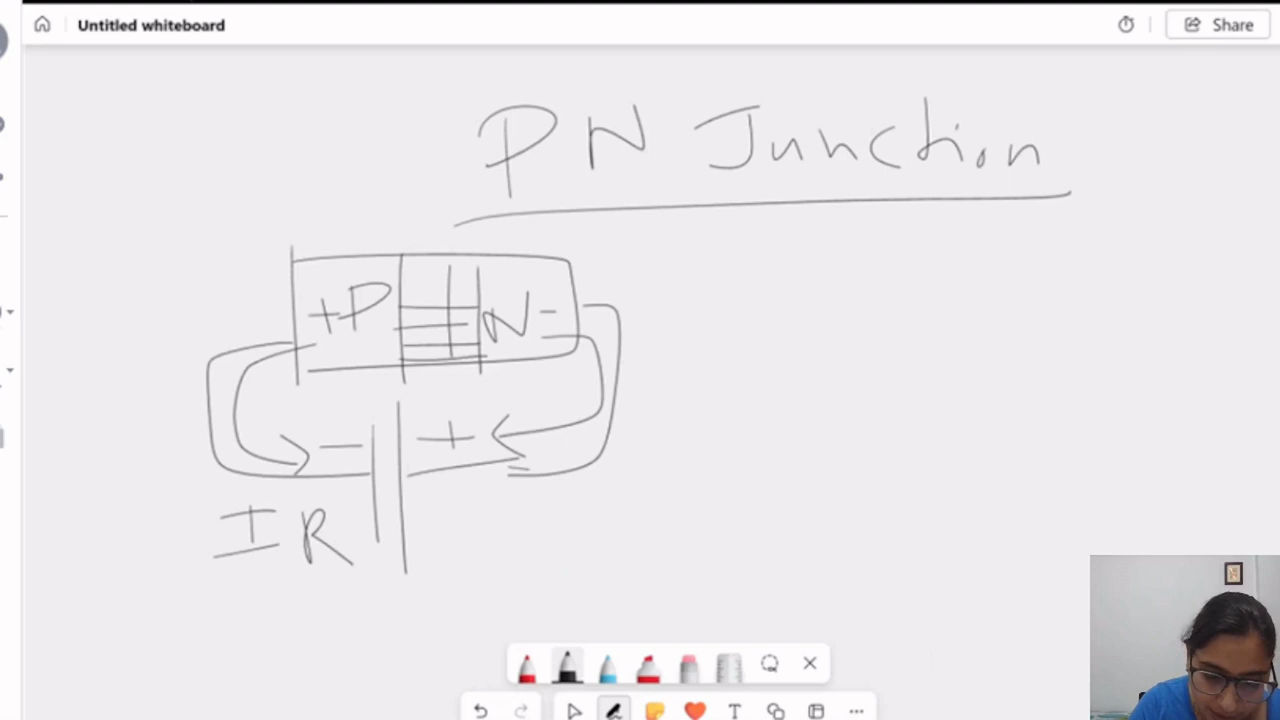 Untitled whiteboard
Share
PN Junction
+P N-
- +
IR
T